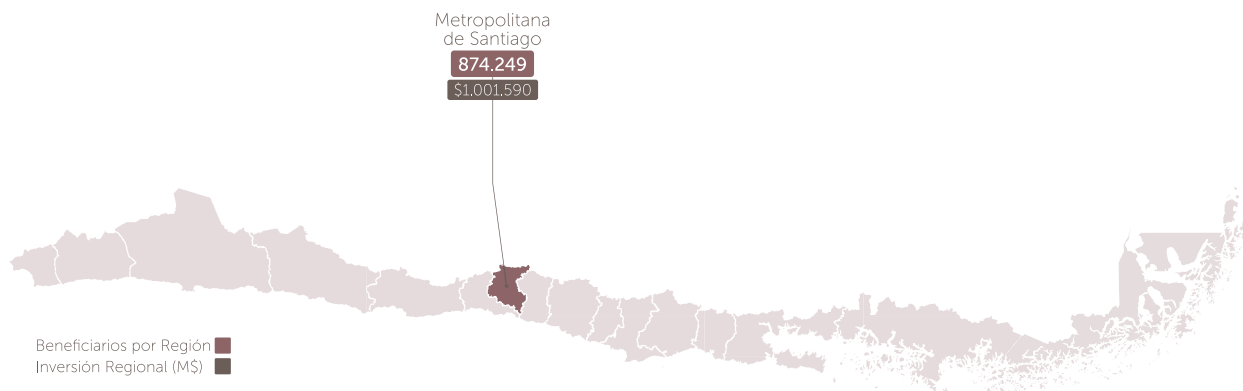 Metropolitana
de Santiago
874.249
$1.001.590
Beneficiarios por Región
Inversión Regional (M$)